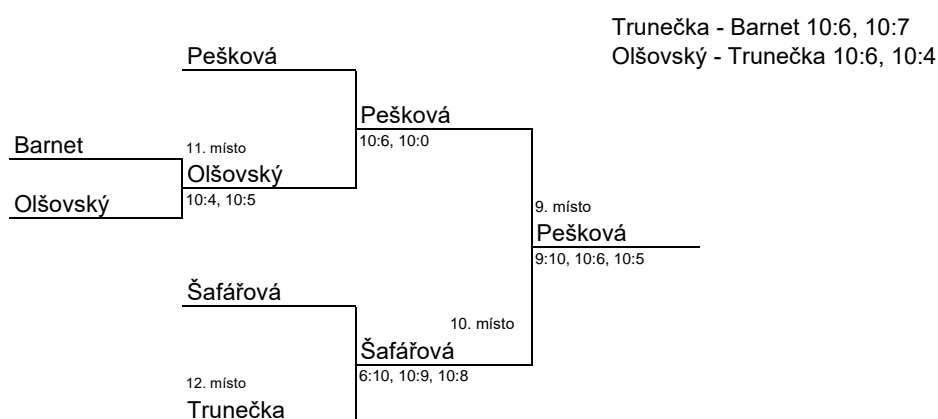 Trunečka - Barnet 10:6, 10:7
Olšovský - Trunečka 10:6, 10:4
Pešková
Pešková
10:6, 10:0
Barnet
11. místo
Olšovský
10:4, 10:5
Olšovský
9. místo
Pešková
9:10, 10:6, 10:5
Šafářová
10. místo
Šafářová
6:10, 10:9, 10:8
12. místo
Trunečka